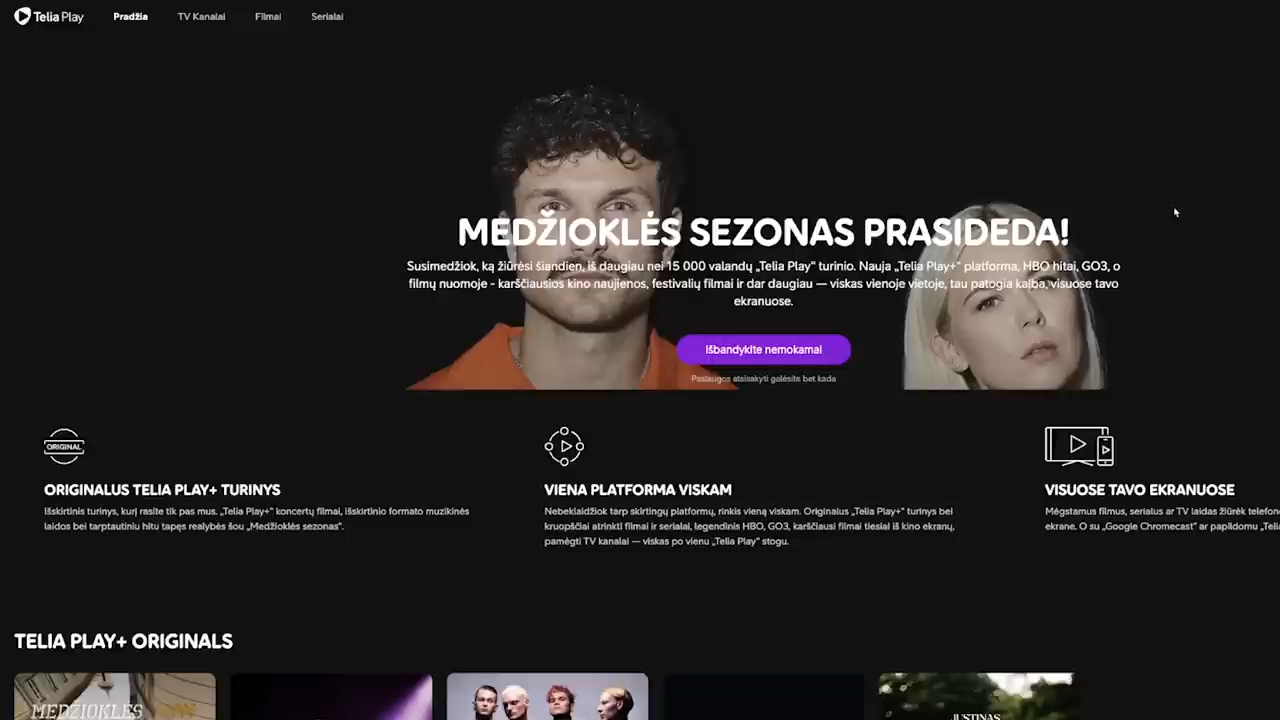 Telia Play
Pradžia
TV Kanalai
Filmai
Serialai
MEDŽIOKLĖS SEZONAS PRASIDEDA!
Susimedžiok, ką žiūrėsi šiandien, iš daugiau nei 15 000 valandų „Telia Play“ turinio. Nauja „Telia Play+“ platforma, HBO hitai, GO3, o
filmų nuomoje - karščiausios kino naujienos, festivalių filmai ir dar daugiau — viskas vienoje vietoje, tau patogia kalba, visuose tavo
ekranuose.
Išbandykite nemokamai
Paslaugos atsisakyti galėsite bet kada
ORIGINAL
ORIGINALUS TELIA PLAY+ TURINYS
Išskirtinis turinys, kurį rasite tik pas mus. „Telia Play+“ koncertų filmai, išskirtinio formato muzikinės
laidos bei tarptautiniu hitu tapęs realybės šou „Medžioklės sezonas“.
VIENA PLATFORMA VISKAM
Nebeklaidžiok tarp skirtingų platformų, rinkis vieną viskam. Originalus „Telia Play+“ turinys bei
kruopščiai atrinkti filmai ir serialai, legendinis HBO, GO3, karščiausi filmai tiesiai iš kino ekranų,
pamėgti TV kanalai — viskas po vienu „Telia Play“ stogu.
VISUOSE TAVO EKRANUOSE
Mėgstamus filmus, serialus ar TV laidas žiūrėk
ekrane. O su „Google Chromecast“ ar papildomu
TELIA PLAY+ ORIGINALS
MEDŽIOKLĖS
JUSTINAS